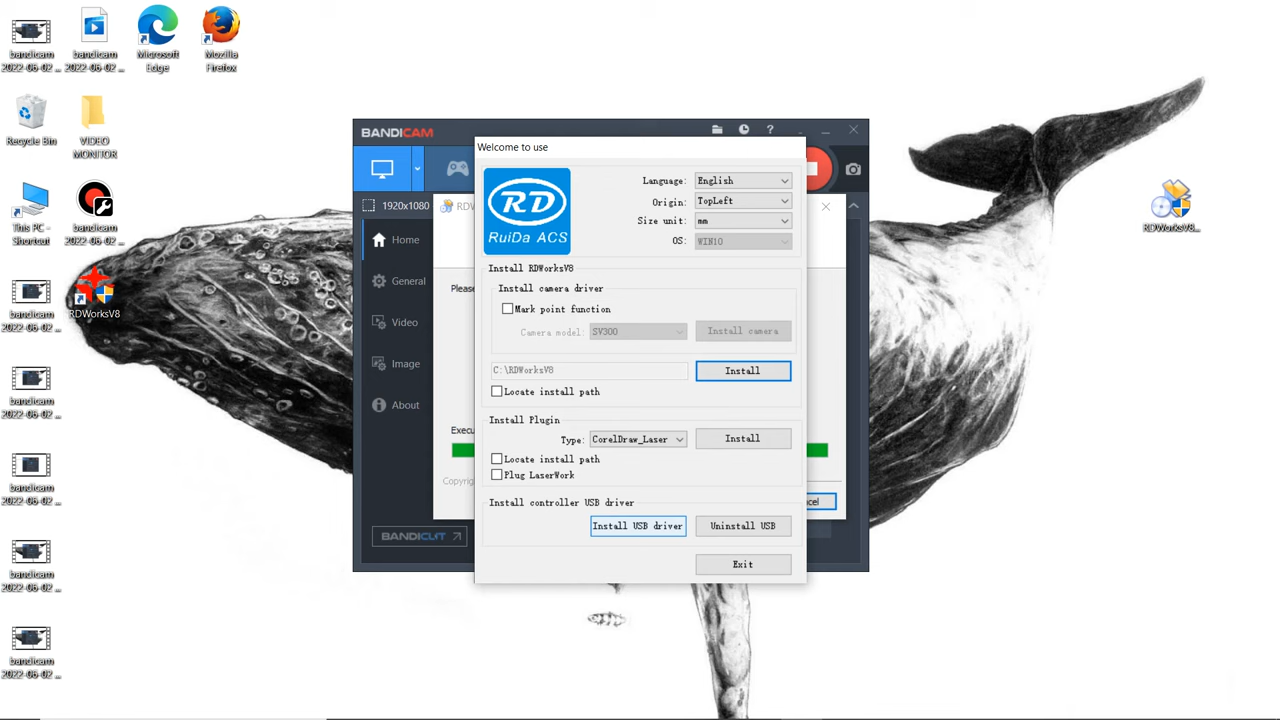 bandicam
2022-06-02 ...
bandicam
2022-06-02 ...
Microsoft
Edge
Mozilla
Firefox
Recycle Bin
VIDEO
MONITOR
This PC -
Shortcut
bandicam
2022-06-02 ...
bandicam
2022-06-02 ...
RDWorksV8
bandicam
2022-06-02 ...
bandicam
2022-06-02 ...
bandicam
2022-06-02 ...
bandicam
2022-06-02 ...
RDWorksV8...
BANDICAM
1920x1080
Home
General
Video
Image
About
BANDICUT
RDW
Please
Execu
Copyrig
cel
Welcome to use
RD
RuiDa ACS
Language: English
Origin: TopLeft
Size unit: mm
OS: WIN10
Install RDWorksV8
Install camera driver
Mark point function
Camera model: SV300 Install camera
C:\RDWorksV8 Install
Locate install path
Install Plugin
Type: CorelDraw_Laser Install
Locate install path
Plug LaserWork
Install controller USB driver
Install USB driver Uninstall USB
Exit